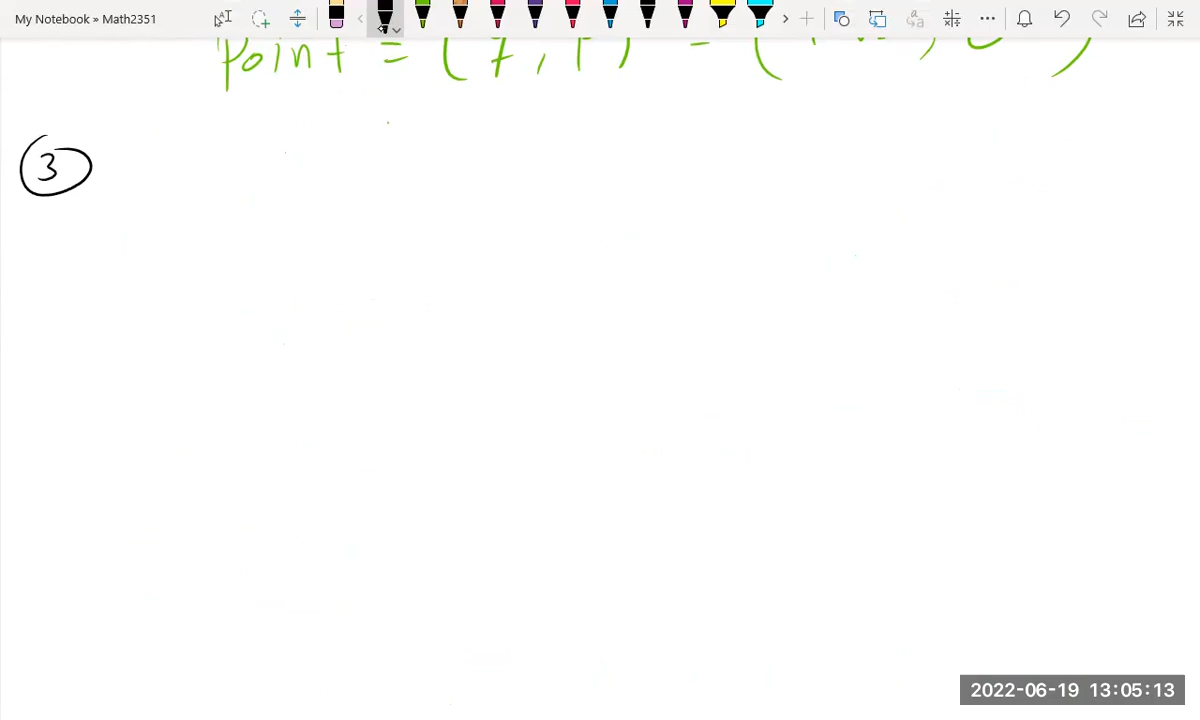 My Notebook » Math2351
Point = (
3
2022-06-19 13:05:13